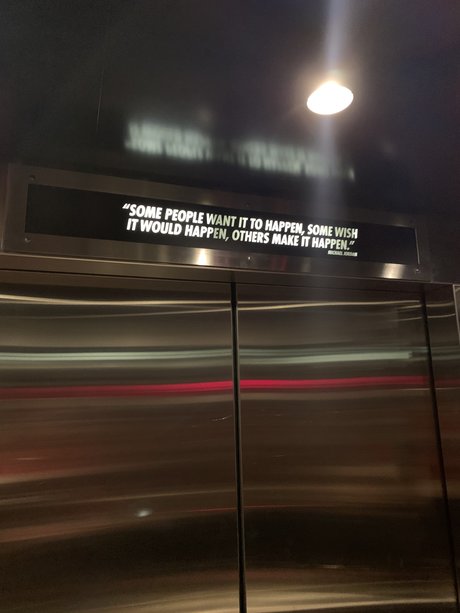 “SOME PEOPLE WANT IT TO HAPPEN, SOME WISH
IT WOULD HAPPEN, OTHERS MAKE IT HAPPEN.”
MICHAEL JORDAN